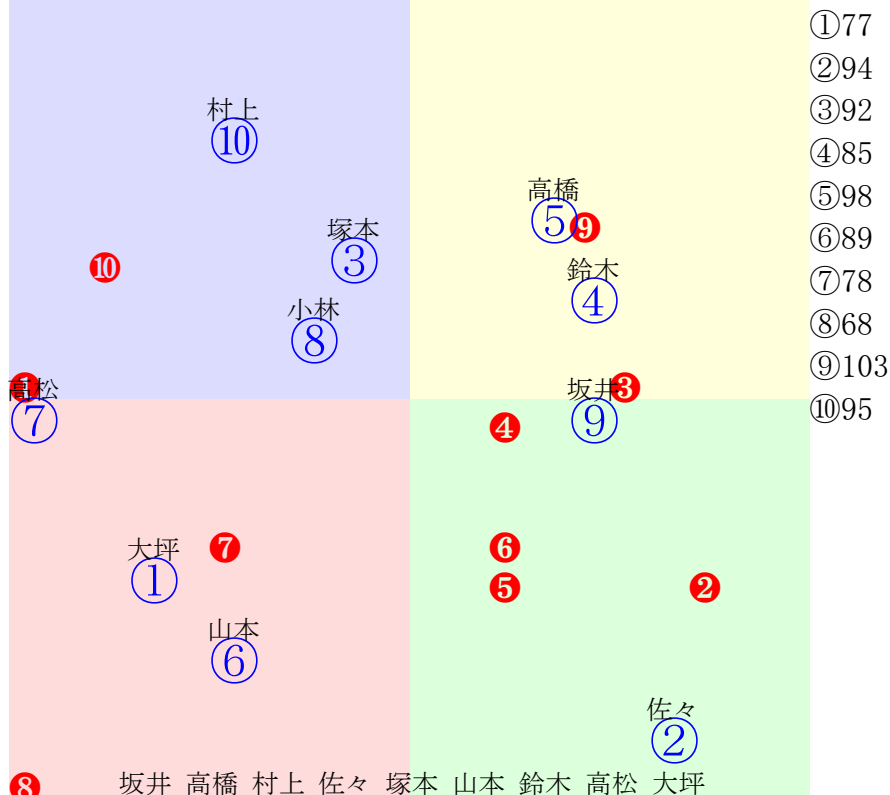 ①77
②94
村上
⑩
③92
④85
高橋
⑤
❾
⑤98
塚本
③
⑥89
❿
鈴木
④
⑦78
小林
⑧
⑧68
⑨103
❶
高松
⑦
坂井
⑨
❸
⑩95
❹
大坪
①
❼
❻
❺
❷
山本
⑥
佐々
②
❽
坂井 高橋 村上 佐々 塚本 山本 鈴木 高松 大坪